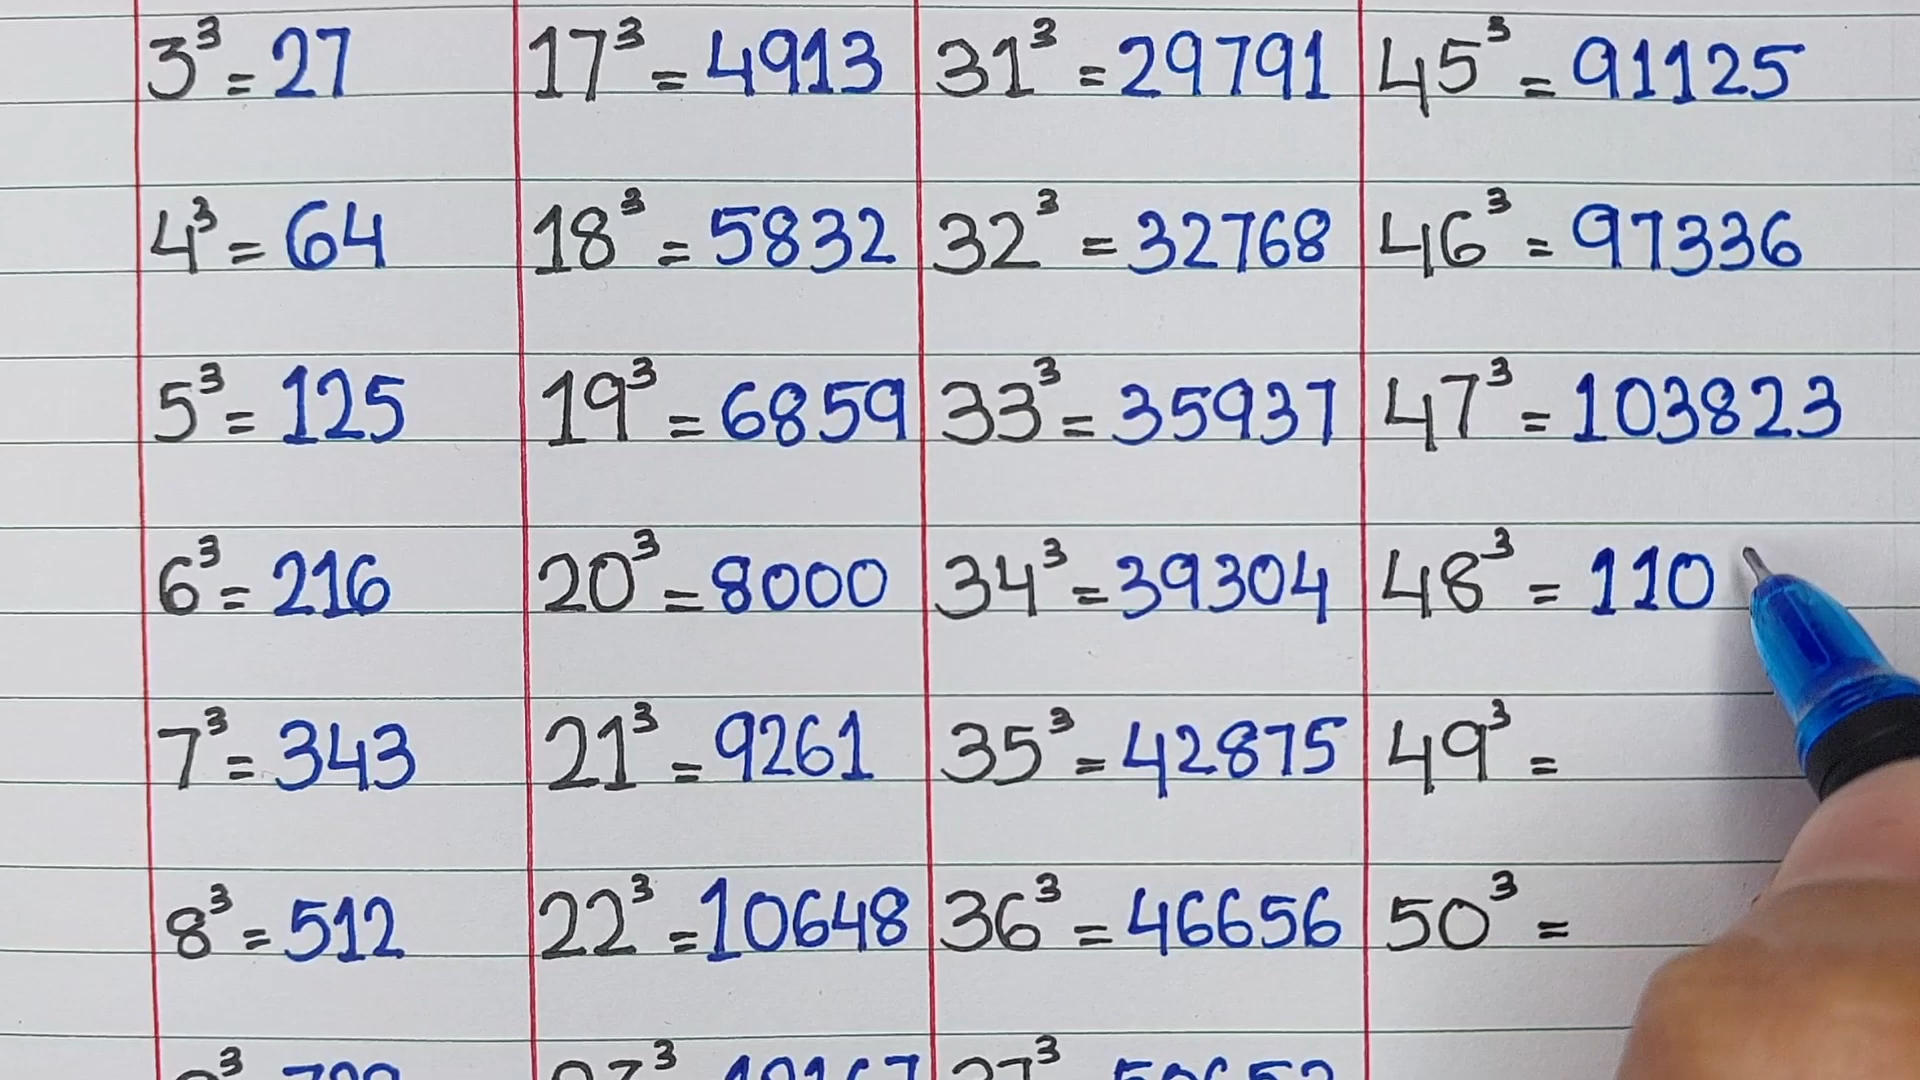 3³ = 27
4³ = 64
5³ = 125
6³ = 216
7³ = 343
8³ = 512
17³ = 4913
18³ = 5832
19³ = 6859
20³ = 8000
21³ = 9261
22³ = 10648
31³ = 29791
32³ = 32768
33³ = 35937
34³ = 39304
35³ = 42875
36³ = 46656
45³ = 91125
46³ = 97336
47³ = 103823
48³ = 110
49³ =
50³ =